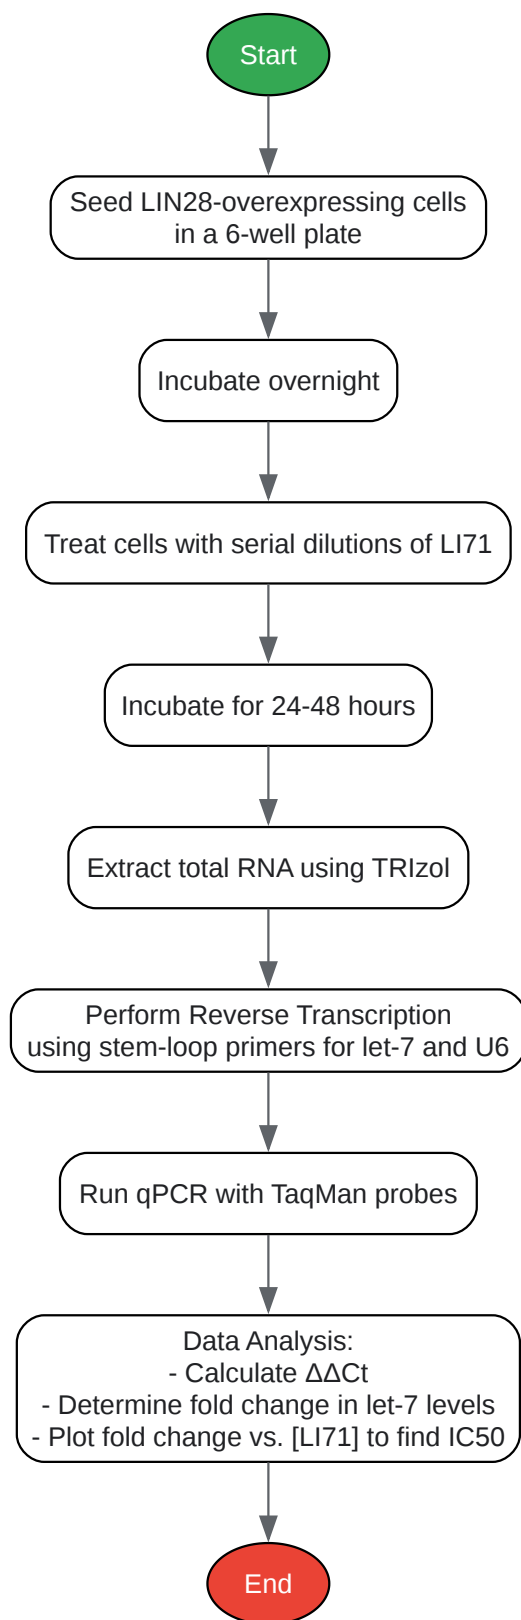 Start
Seed LIN28-overexpressing cells
in a 6-well plate
Incubate overnight
Treat cells with serial dilutions of LI71
Incubate for 24-48 hours
Extract total RNA using TRIzol
Perform Reverse Transcription
using stem-loop primers for let-7 and U6
Run qPCR with TaqMan probes
Data Analysis:
- Calculate ΔΔCt
- Determine fold change in let-7 levels
- Plot fold change vs. [LI71] to find IC50
End